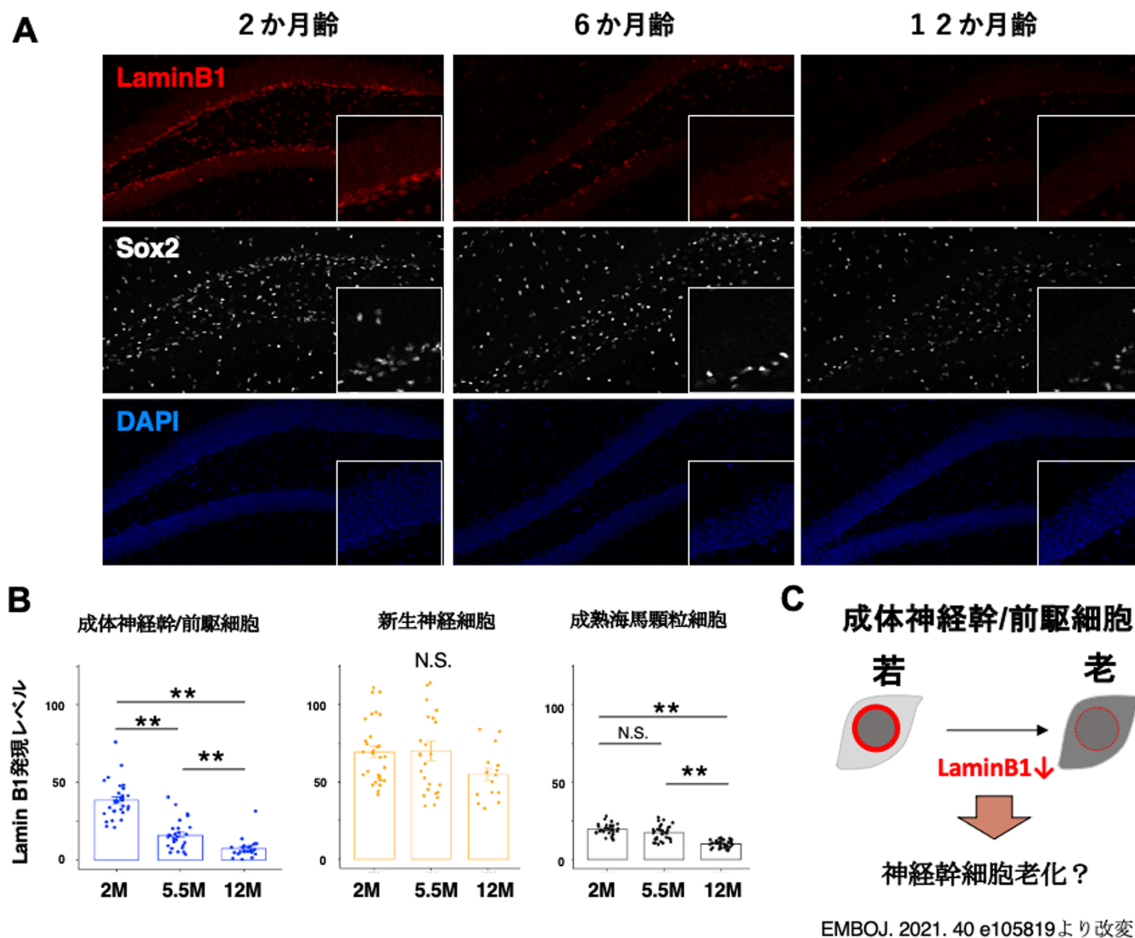 A
2か月齢
6か月齢
12か月齢
LaminB1
Sox2
DAPI
B
成体神経幹/前駆細胞
新生神経細胞
成熟海馬顆粒細胞
Lamin B1発現レベル
100
50
0
**
**
**
2M
5.5M
12M
100
50
0
N.S.
2M
5.5M
12M
100
50
0
**
N.S.
**
2M
5.5M
12M
C
成体神経幹/前駆細胞
若
老
LaminB1↓
神経幹細胞老化？
EMBOJ. 2021. 40 e105819より改変